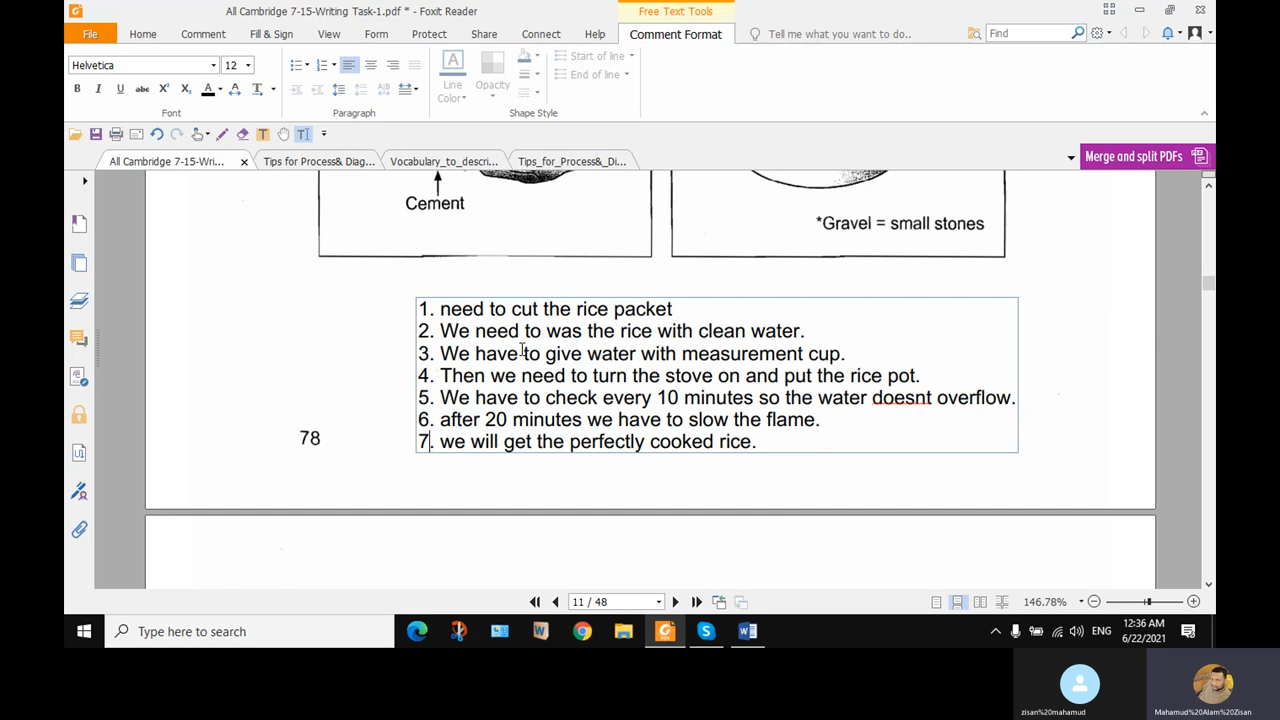 All Cambridge 7-15-Writing Task-1.pdf * - Foxit Reader
Free Text Tools
File Home Comment Fill & Sign View Form Protect Share Connect Help Comment Format Tell me what you want to do.. Find
Helvetica 12
Start of line
End of line
B I U abc X² X₂ A A T
Line Color Opacity
Font Paragraph Shape Style
All Cambridge 7-15-Wri... Tips for Process& Diag... Vocabulary_to_descri... Tips_for_Process&_Di... Merge and split PDFs
Cement
*Gravel = small stones
1. need to cut the rice packet
2. We need to was the rice with clean water.
3. We have to give water with measurement cup.
4. Then we need to turn the stove on and put the rice pot.
5. We have to check every 10 minutes so the water doesnt overflow.
6. after 20 minutes we have to slow the flame.
7. we will get the perfectly cooked rice.
78
11 / 48 146.78%
Type here to search ENG 12:36 AM
6/22/2021
zisan%20mahamud Mahamud%20Alam%20Zisan